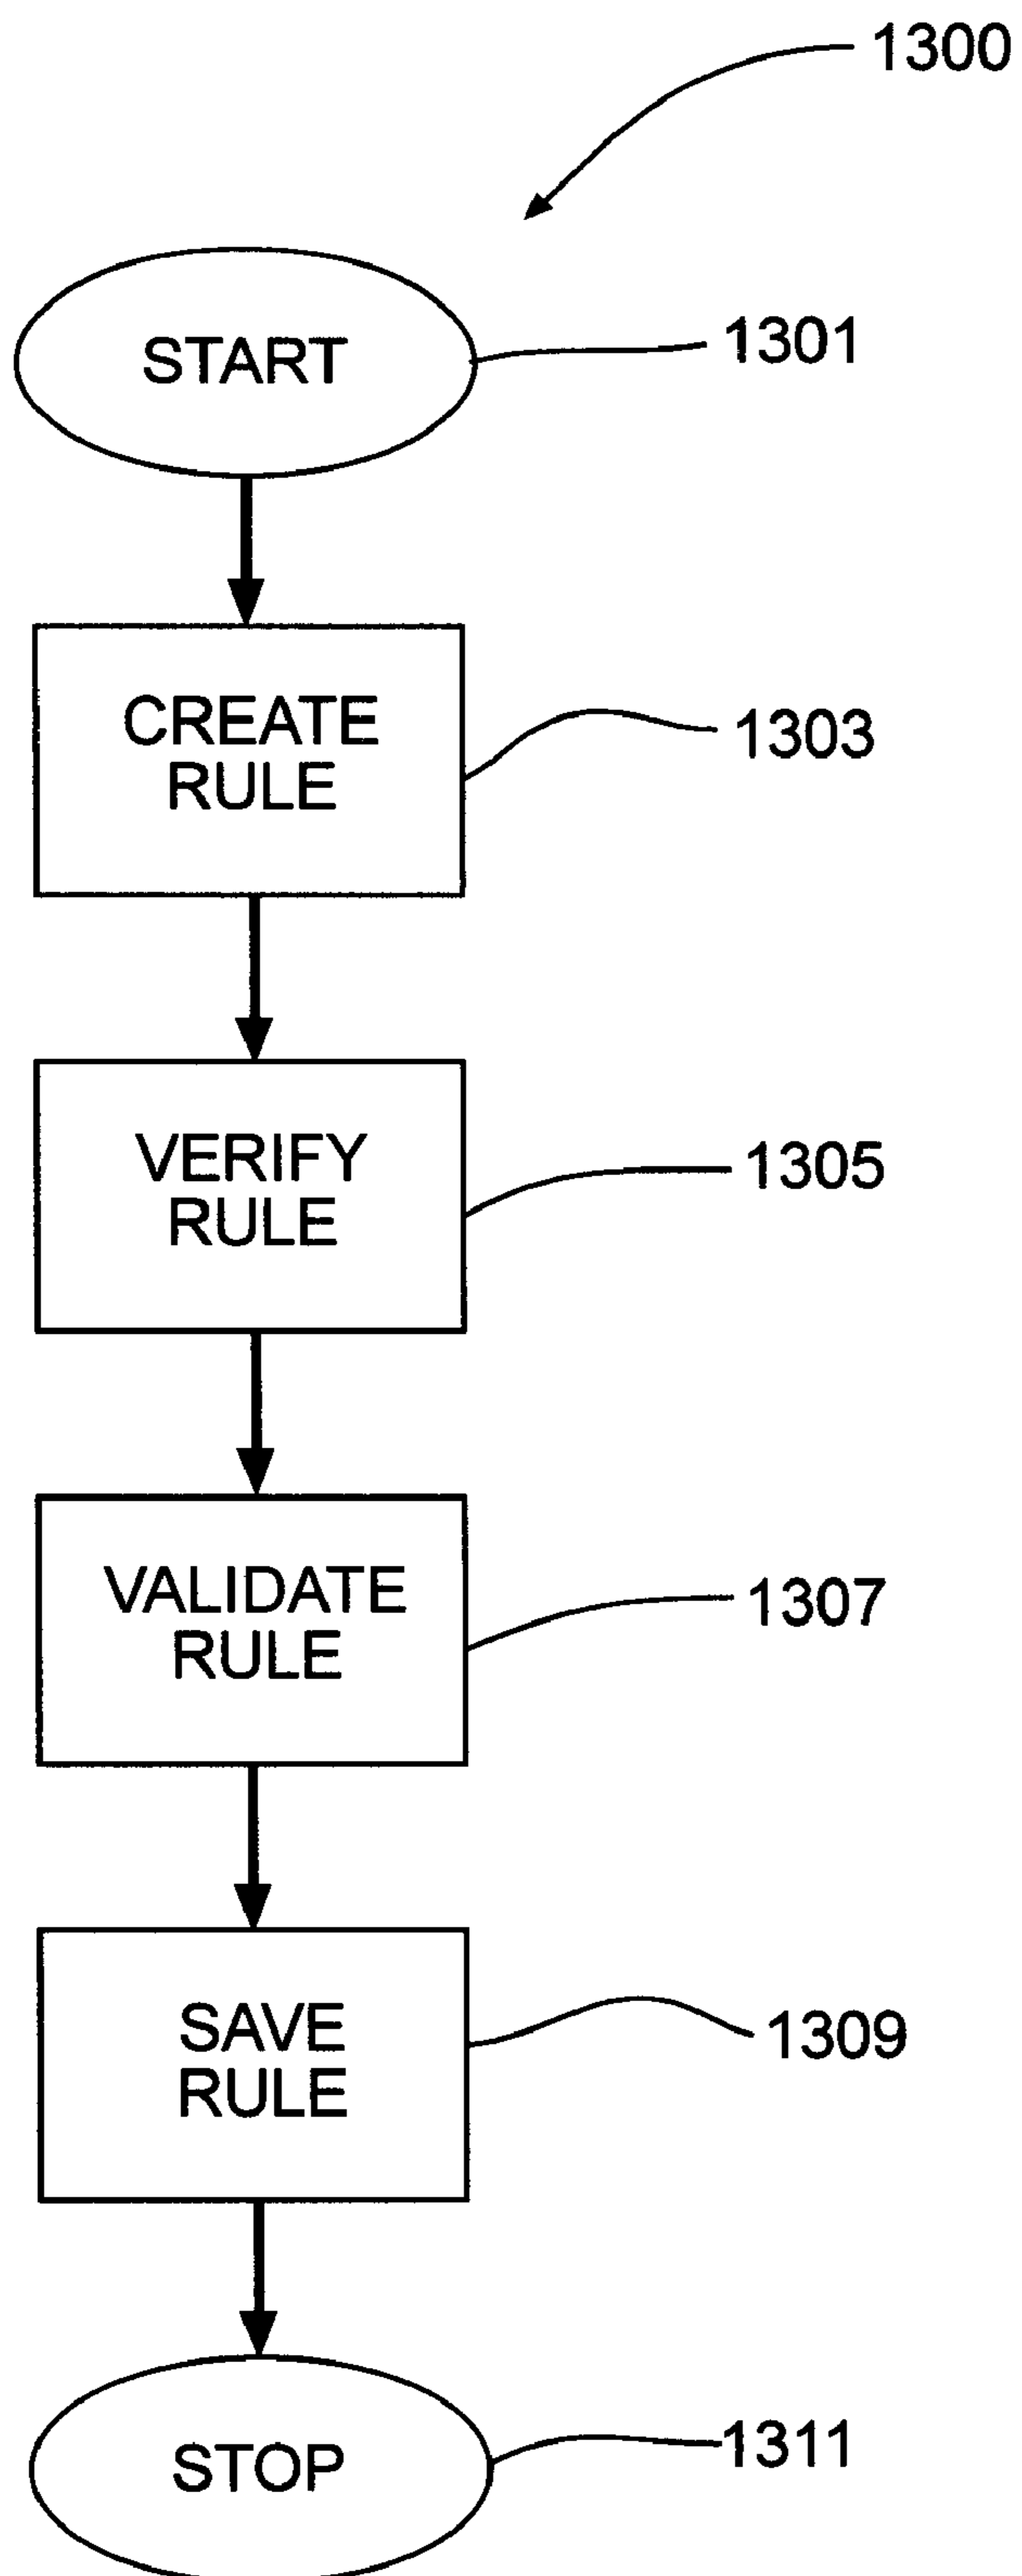 1300
START
1301
CREATE
RULE
1303
VERIFY
RULE
1305
VALIDATE
RULE
1307
SAVE
RULE
1309
STOP
1311